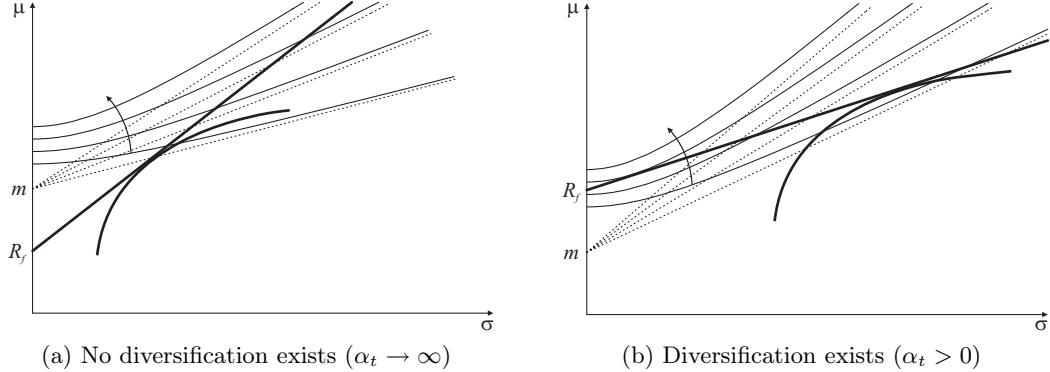 μ
m
R_f
σ
(a) No diversification exists (α_t → ∞)
μ
R_f
m
σ
(b) Diversification exists (α_t > 0)